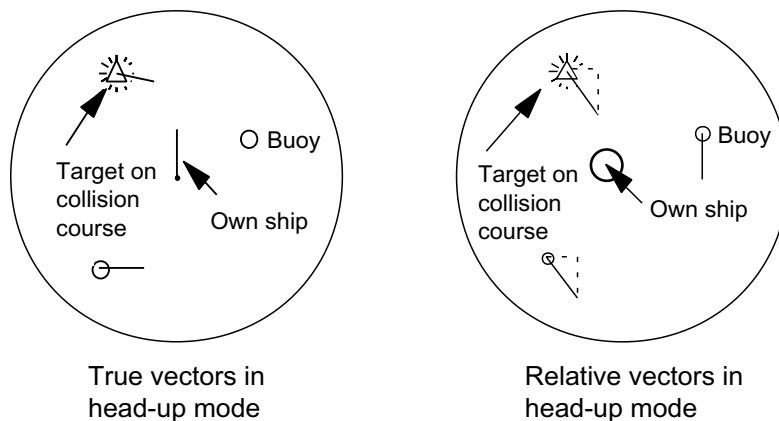 Target on
collision
course
Buoy
Own ship
True vectors in
head-up mode
Target on
collision
course
Buoy
Own ship
Relative vectors in
head-up mode